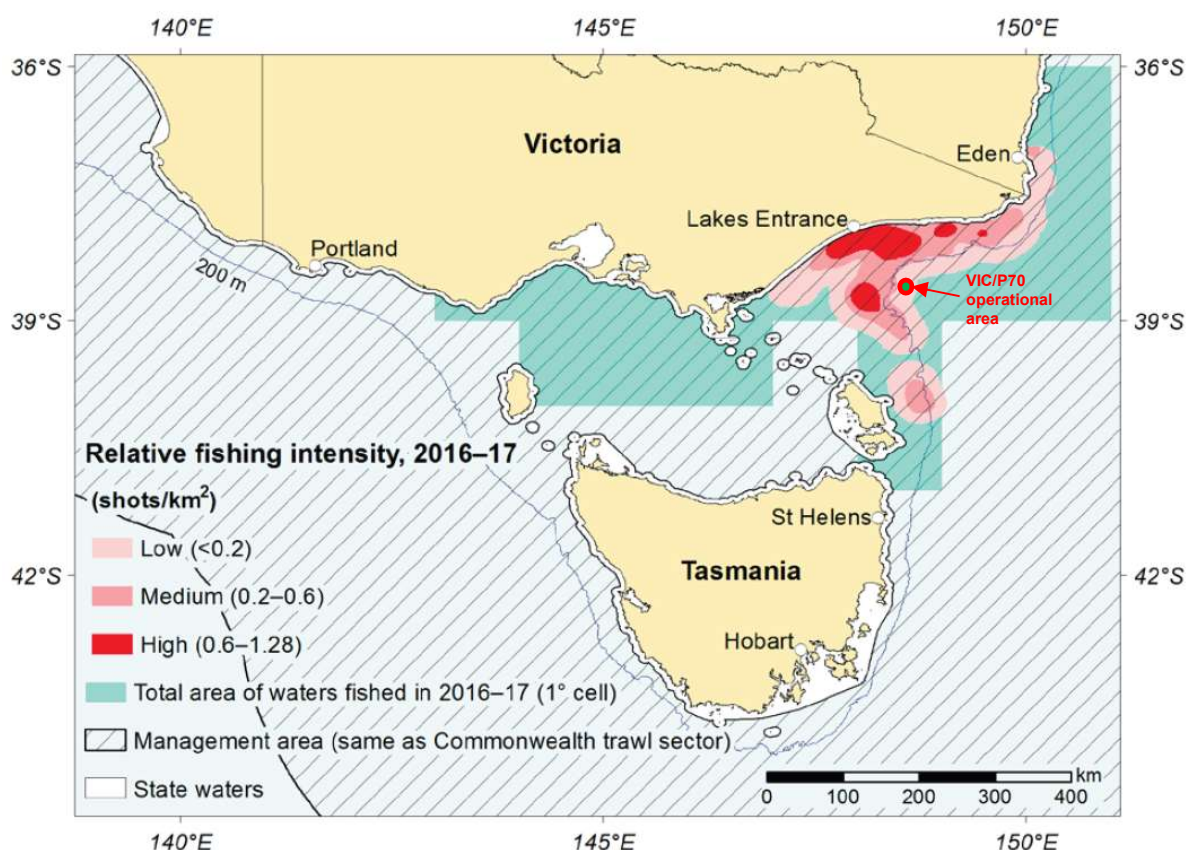 140°E 145°E 150°E
36°S 36°S
Victoria
Eden
Lakes Entrance
Portland
200 m
VIC/P70
operational
area
39°S 39°S
Relative fishing intensity, 2016–17
(shots/km²)
St Helens
Low (<0.2)
42°S Tasmania 42°S
Medium (0.2–0.6)
High (0.6–1.28)
Hobart
Total area of waters fished in 2016–17 (1° cell)
Management area (same as Commonwealth trawl sector)
State waters
km
0 100 200 300 400
140°E 145°E 150°E